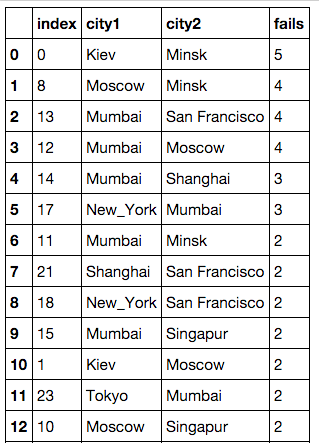 index city1 city2 fails
0 0 Kiev Minsk 5
1 8 Moscow Minsk 4
2 13 Mumbai San Francisco 4
3 12 Mumbai Moscow 4
4 14 Mumbai Shanghai 3
5 17 New_York Mumbai 3
6 11 Mumbai Minsk 2
7 21 Shanghai San Francisco 2
8 18 New_York San Francisco 2
9 15 Mumbai Singapur 2
10 1 Kiev Moscow 2
11 23 Tokyo Mumbai 2
12 10 Moscow Singapur 2